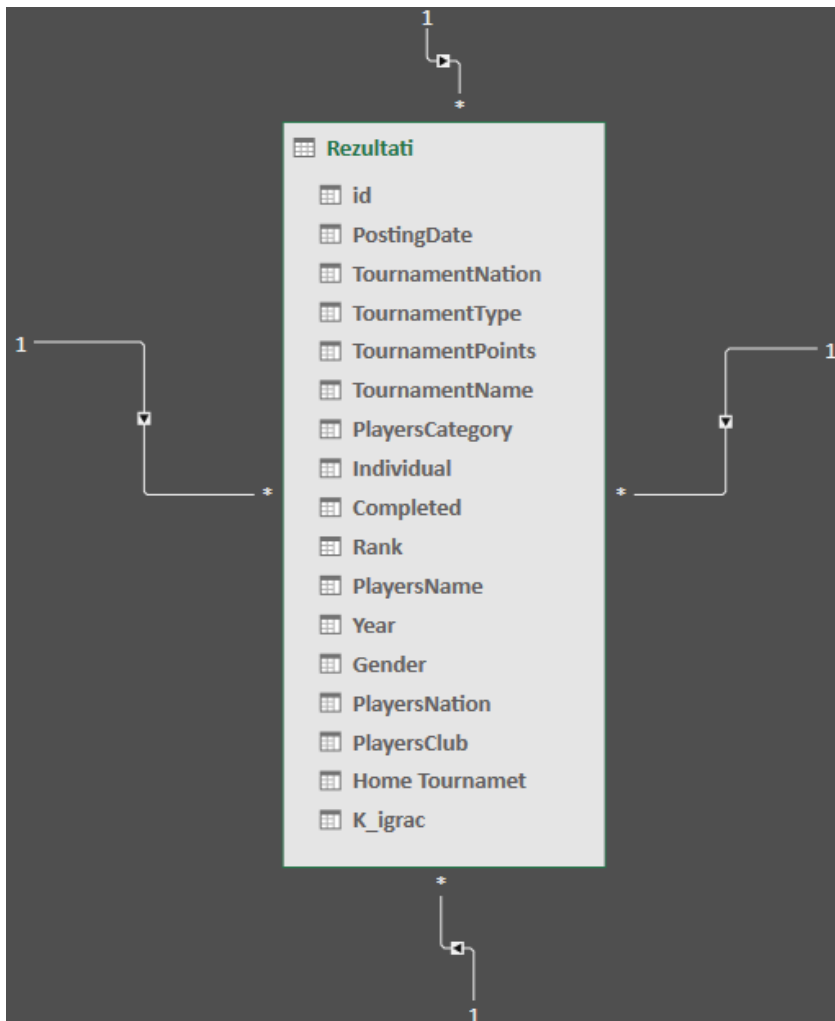 1
*
Rezultati
id
PostingDate
TournamentNation
TournamentType
1
1
TournamentPoints
TournamentName
PlayersCategory
Individual
*
*
Completed
Rank
PlayersName
Year
Gender
PlayersNation
PlayersClub
Home Tournamet
K_igrac
*
1